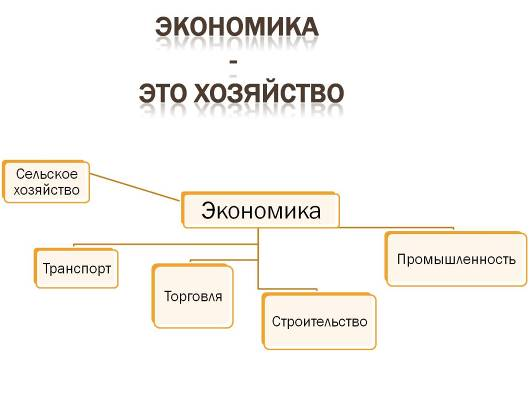 ЭКОНОМИКА
-
ЭТО ХОЗЯЙСТВО
Сельское
хозяйство
Экономика
Транспорт
Торговля
Строительство
Промышленность